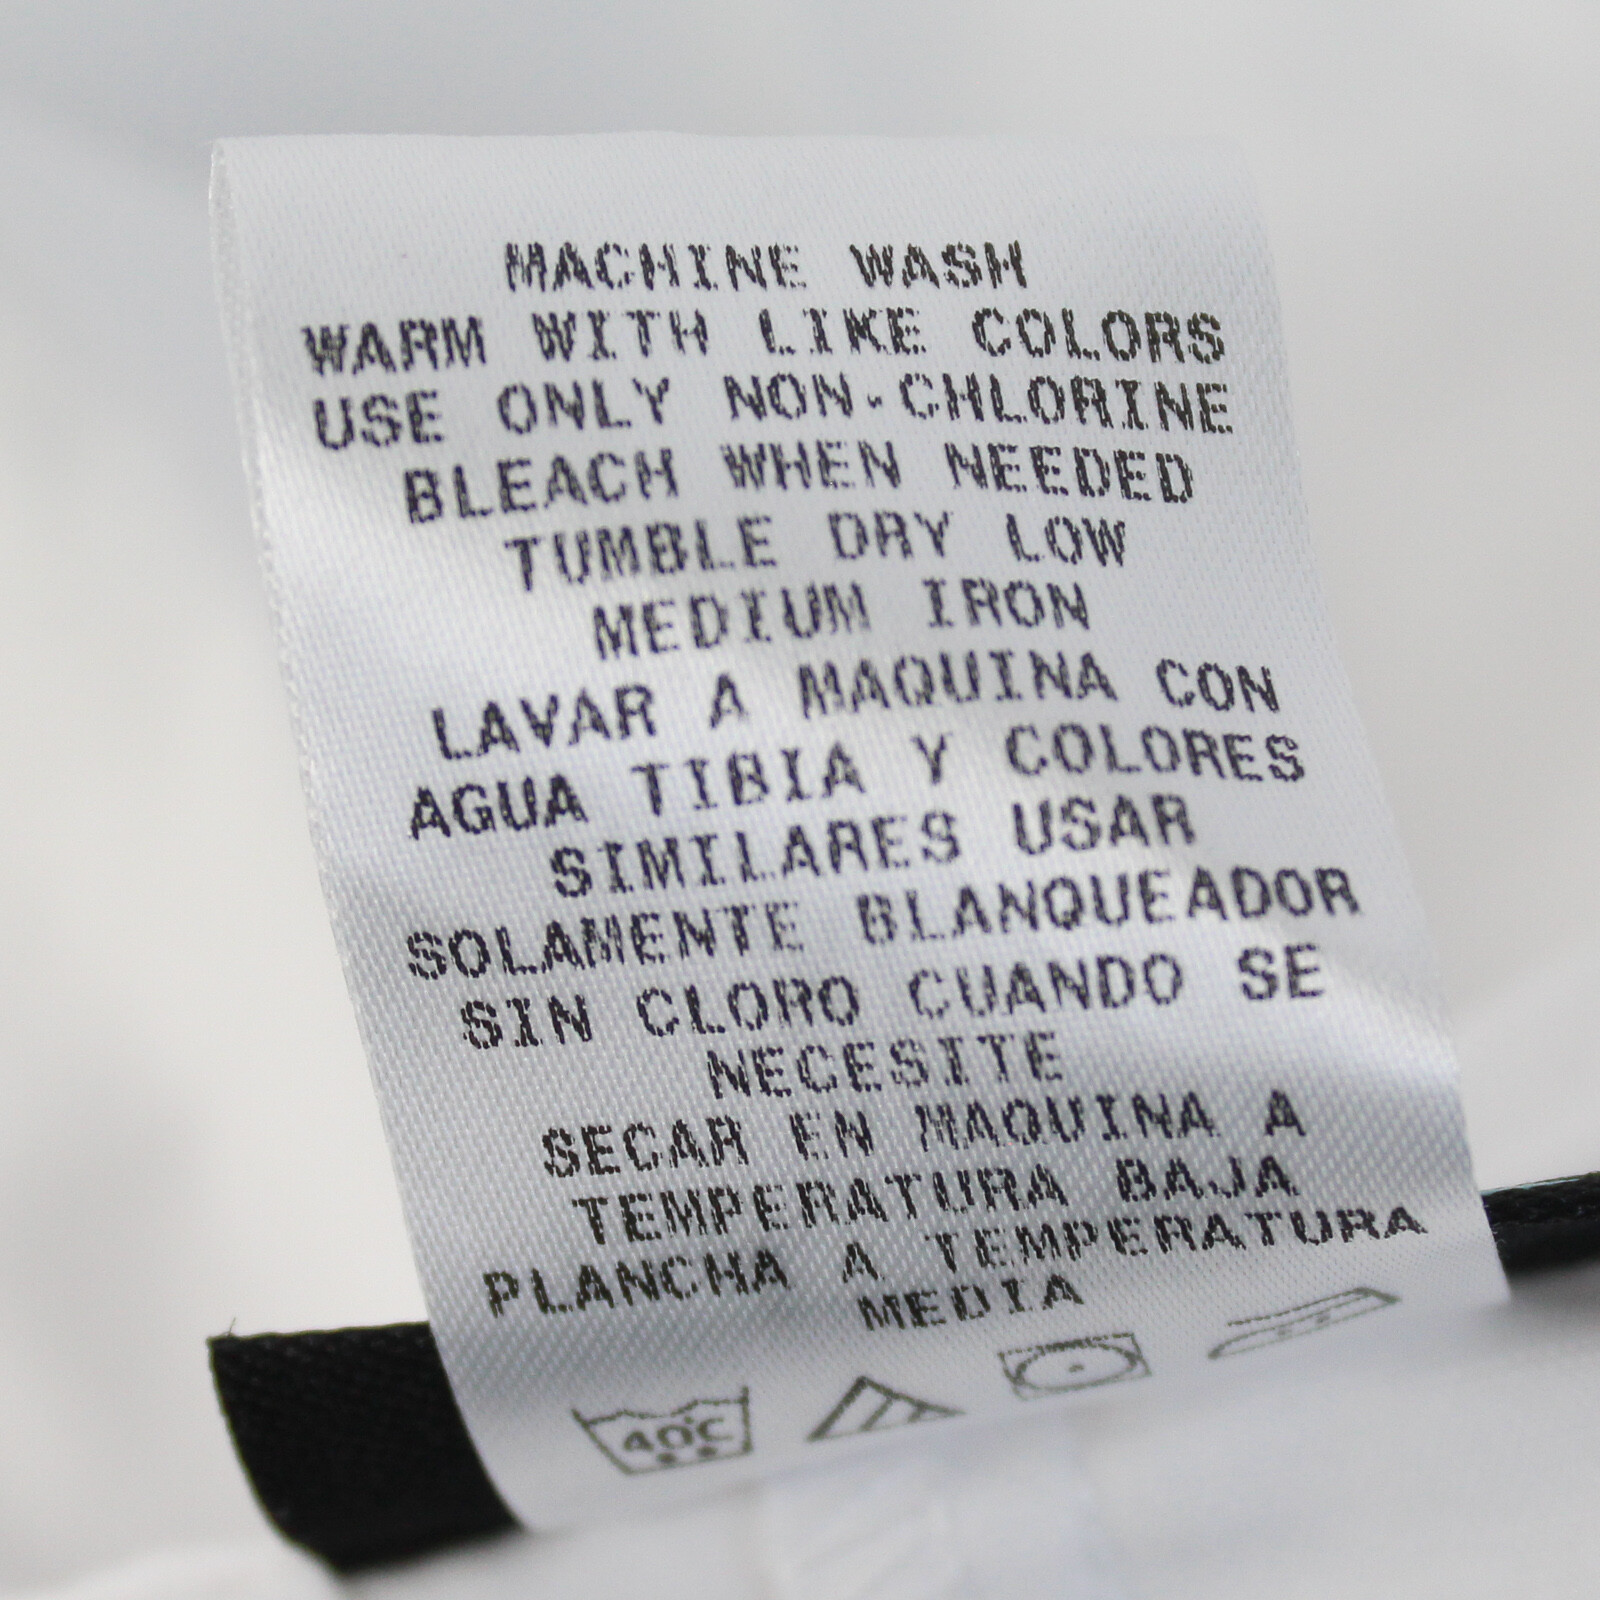 MACHINE WASH
WARM WITH LIKE COLORS
USE ONLY NON-CHLORINE
BLEACH WHEN NEEDED
TUMBLE DRY LOW
MEDIUM IRON
LAVAR A MAQUINA CON
AGUA TIBIA Y COLORES
SIMILARES USAR
SOLAMENTE BLANQUEADOR
SIN CLORO CUANDO SE
NECESITE
SECAR EN MAQUINA A
TEMPERATURA BAJA
PLANCHA A TEMPERATURA
MEDIA
40°C